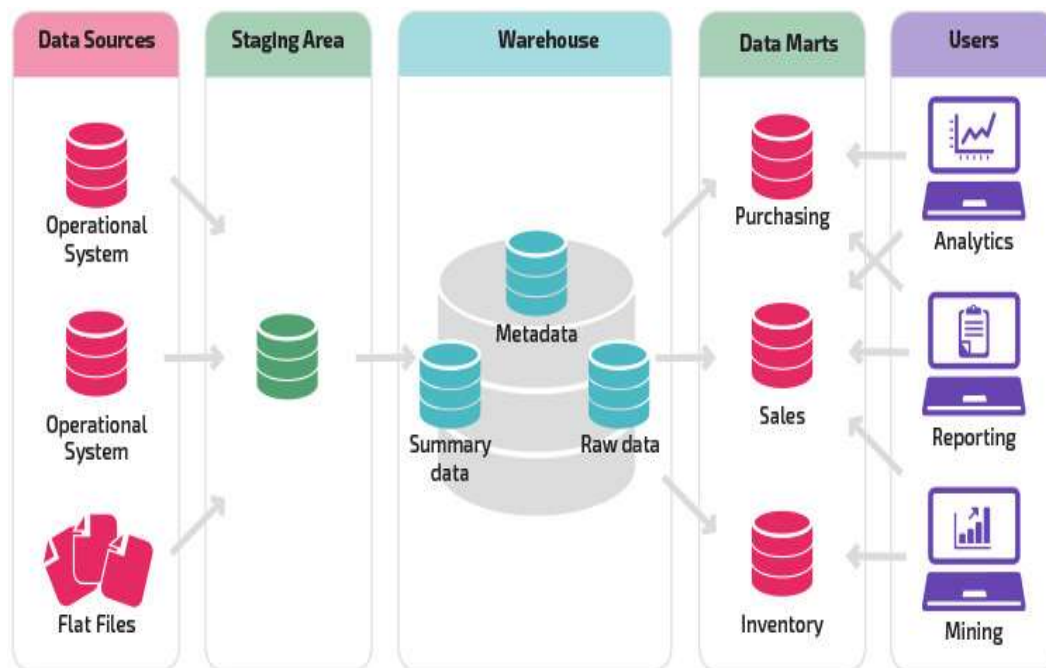 Data Sources
Staging Area
Warehouse
Data Marts
Users
Operational
System
Operational
System
Flat Files
Metadata
Summary
data
Raw data
Purchasing
Sales
Inventory
Analytics
Reporting
Mining